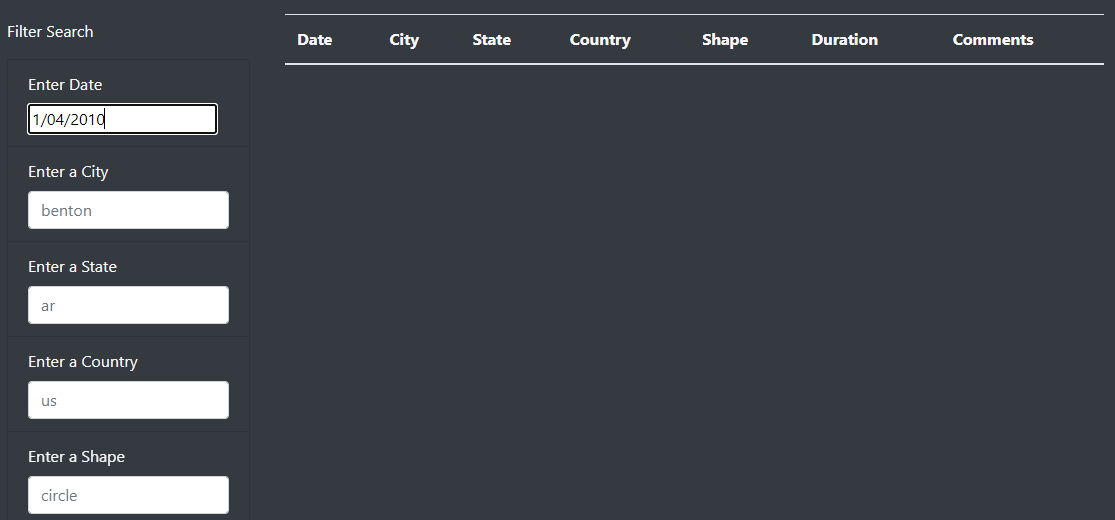 Filter Search
Date City State Country Shape Duration Comments
Enter Date
1/04/2010
Enter a City
benton
Enter a State
ar
Enter a Country
us
Enter a Shape
circle